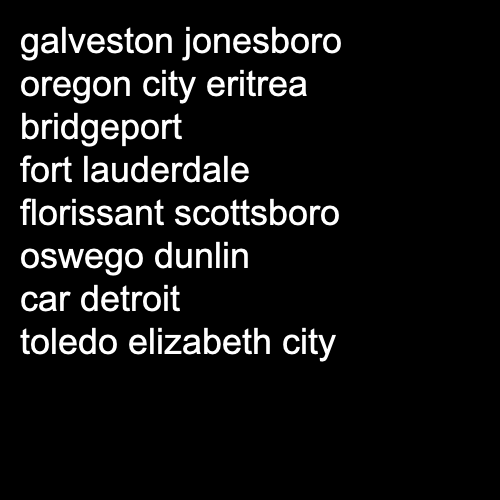 galveston jonesboro
oregon city eritrea
bridgeport
fort lauderdale
florissant scottsboro
oswego dunlin
car detroit
toledo elizabeth city